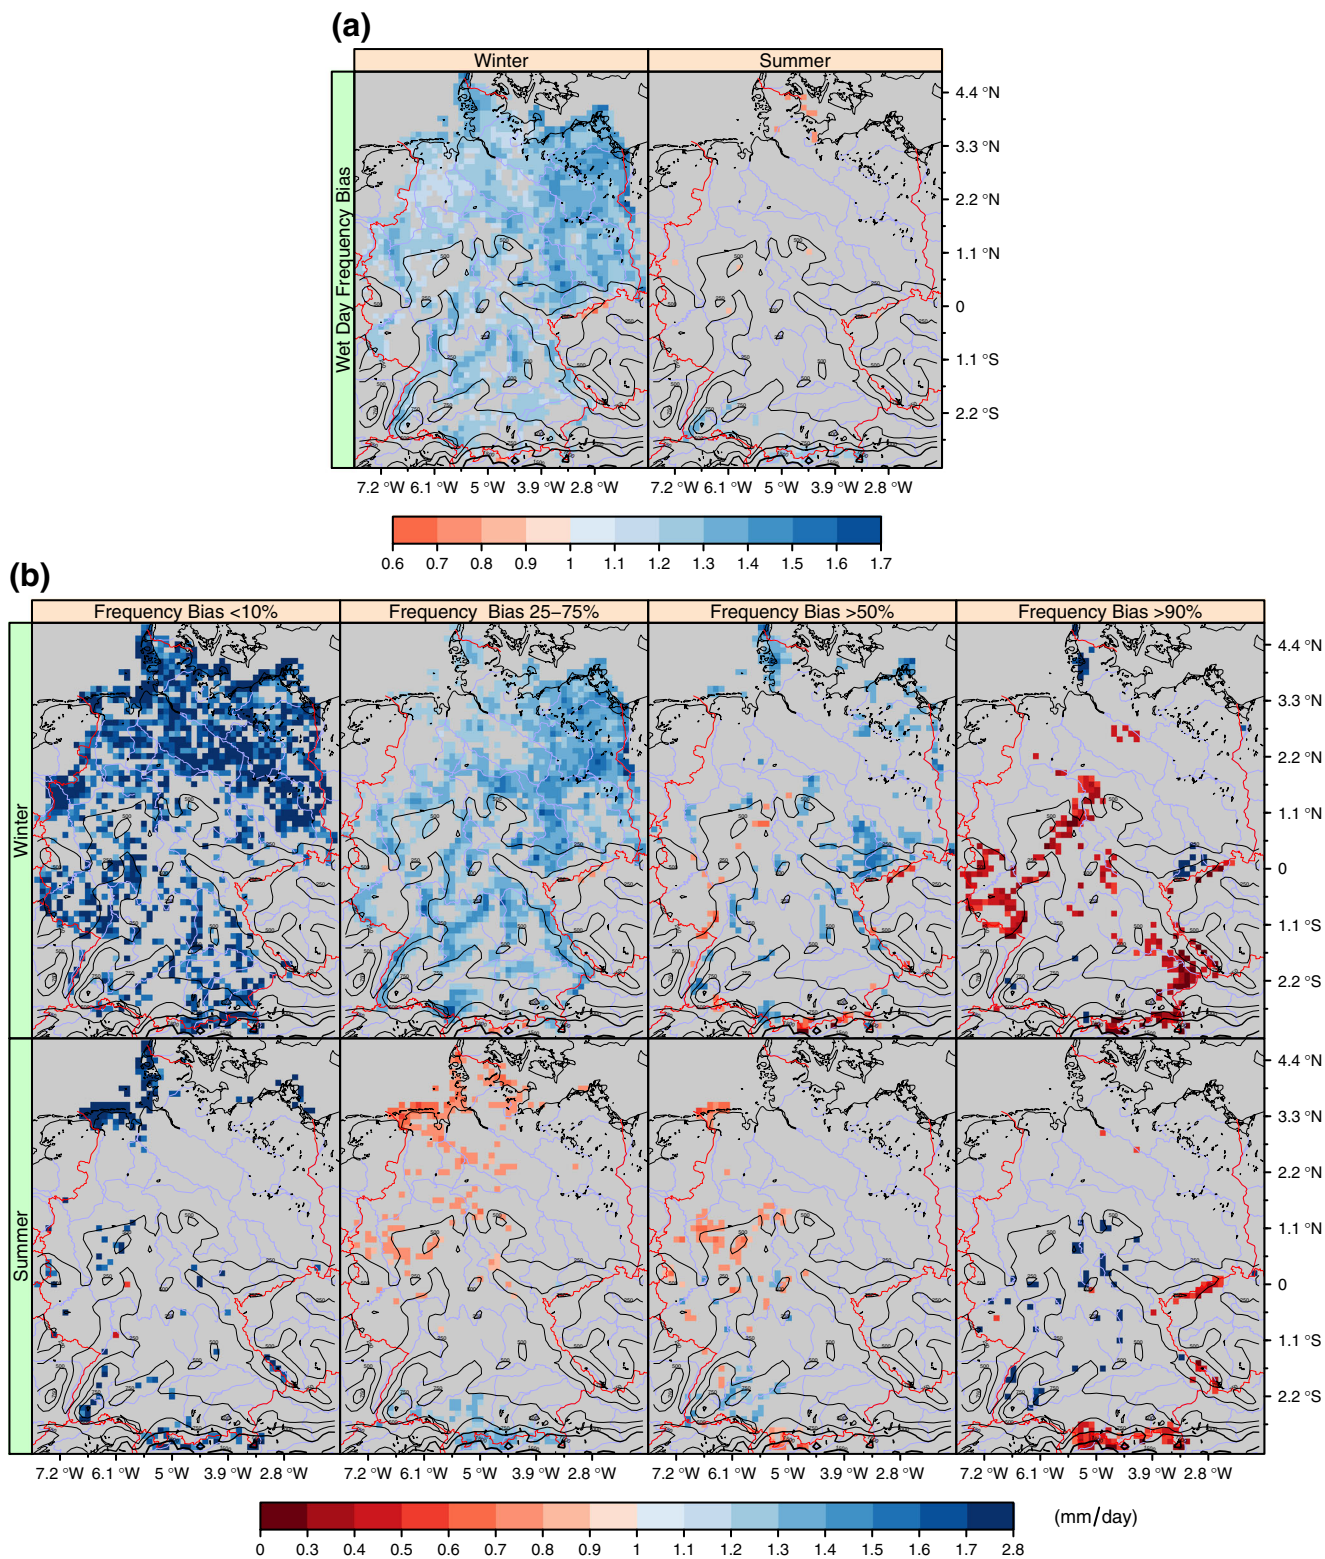 (a)
Winter Summer
Wet Day Frequency Bias
4.4 °N
3.3 °N
2.2 °N
1.1 °N
0
1.1 °S
2.2 °S
7.2 °W 6.1 °W 5 °W 3.9 °W 2.8 °W 7.2 °W 6.1 °W 5 °W 3.9 °W 2.8 °W
0.6 0.7 0.8 0.9 1 1.1 1.2 1.3 1.4 1.5 1.6 1.7
(b)
Frequency Bias <10% Frequency Bias 25–75% Frequency Bias >50% Frequency Bias >90%
Winter
4.4 °N
3.3 °N
2.2 °N
1.1 °N
0
1.1 °S
2.2 °S
Summer
4.4 °N
3.3 °N
2.2 °N
1.1 °N
0
1.1 °S
2.2 °S
7.2 °W 6.1 °W 5 °W 3.9 °W 2.8 °W 7.2 °W 6.1 °W 5 °W 3.9 °W 2.8 °W 7.2 °W 6.1 °W 5 °W 3.9 °W 2.8 °W 7.2 °W 6.1 °W 5 °W 3.9 °W 2.8 °W
(mm/day)
0 0.3 0.4 0.5 0.6 0.7 0.8 0.9 1 1.1 1.2 1.3 1.4 1.5 1.6 1.7 2.8